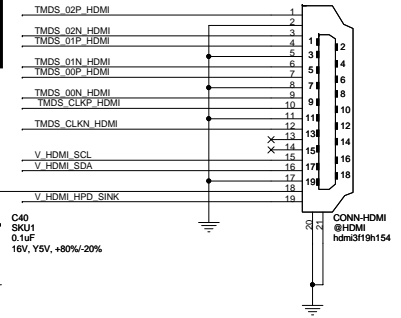 TMDS_02P_HDMI 1
2
TMDS_02N_HDMI 3
TMDS_01P_HDMI 4
5
TMDS_01N_HDMI 6
TMDS_00P_HDMI 7
8
TMDS_00N_HDMI 9
TMDS_CLKP_HDMI 10
11
TMDS_CLKN_HDMI 12
13
14
V_HDMI_SCL 15
V_HDMI_SDA 16
17
18
V_HDMI_HPD_SINK 19
1 2
3 4
5 6
7 8
9 10
11 12
13 14
15 16
17 18
19
20 21
C40
SKU1
0.1uF
16V, Y5V, +80%/-20%
CONN-HDMI
@HDMI
hdmi3f19h154